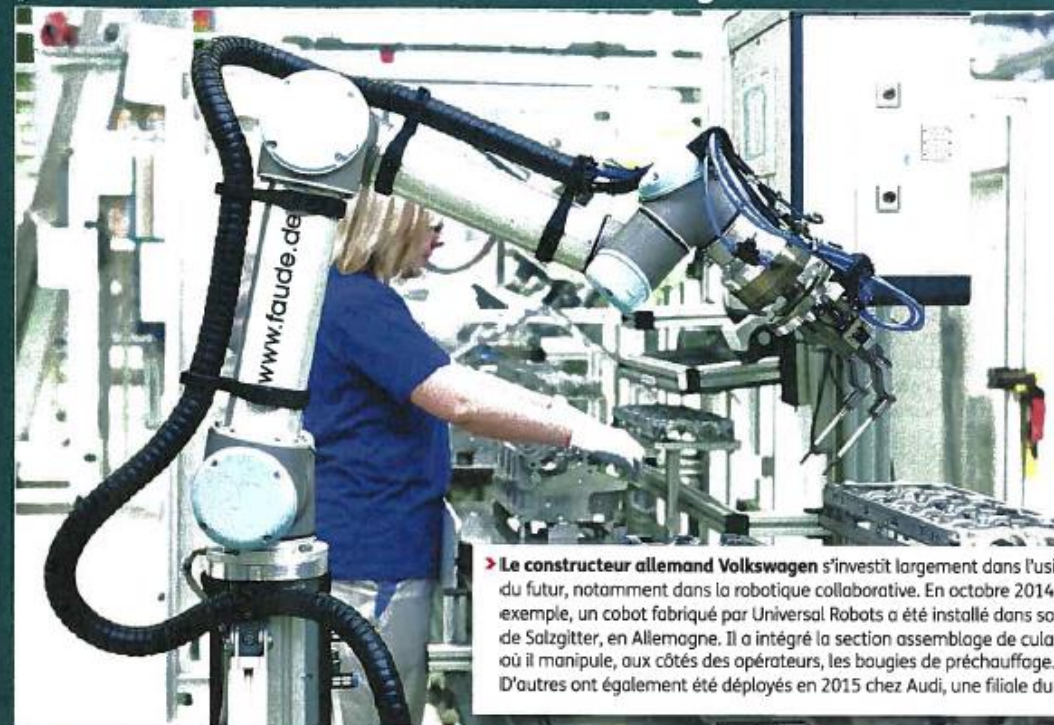 www.faude.de
> Le constructeur allemand Volkswagen s'investit largement dans l'usi
du futur, notamment dans la robotique collaborative. En octobre 2014
exemple, un cobot fabriqué par Universal Robots a été installé dans so
de Salzgitter, en Allemagne. Il a intégré la section assemblage de cula
où il manipule, aux côtés des opérateurs, les bougies de préchauffage.
D'autres ont également été déployés en 2015 chez Audi, une filiale du